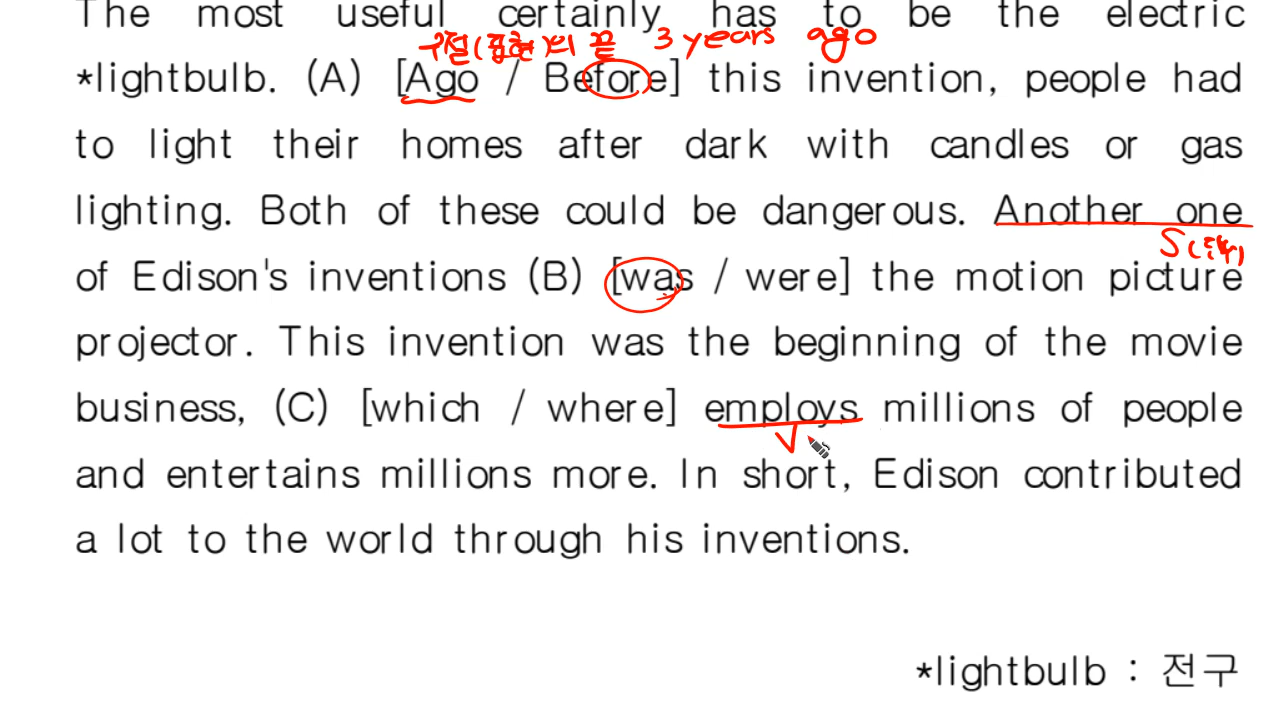 The most useful certainly has to be the electric
구절(표현)의 끝 3 years ago
*lightbulb. (A) [Ago / Before] this invention, people had
to light their homes after dark with candles or gas
lighting. Both of these could be dangerous. Another one
S(단수)
of Edison's inventions (B) [was / were] the motion picture
projector. This invention was the beginning of the movie
business, (C) [which / where] employs millions of people
V
and entertains millions more. In short, Edison contributed
a lot to the world through his inventions.
*lightbulb : 전구